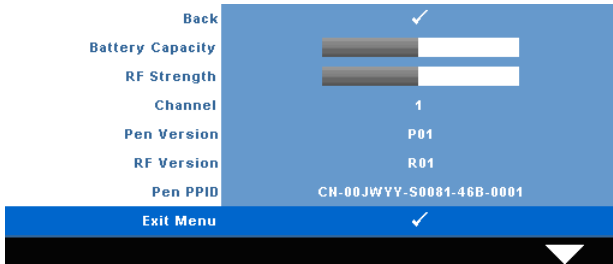 Back ✓
Battery Capacity
RF Strength
Channel 1
Pen Version P01
RF Version R01
Pen PPID CN-00JWYY-S0081-46B-0001
Exit Menu ✓